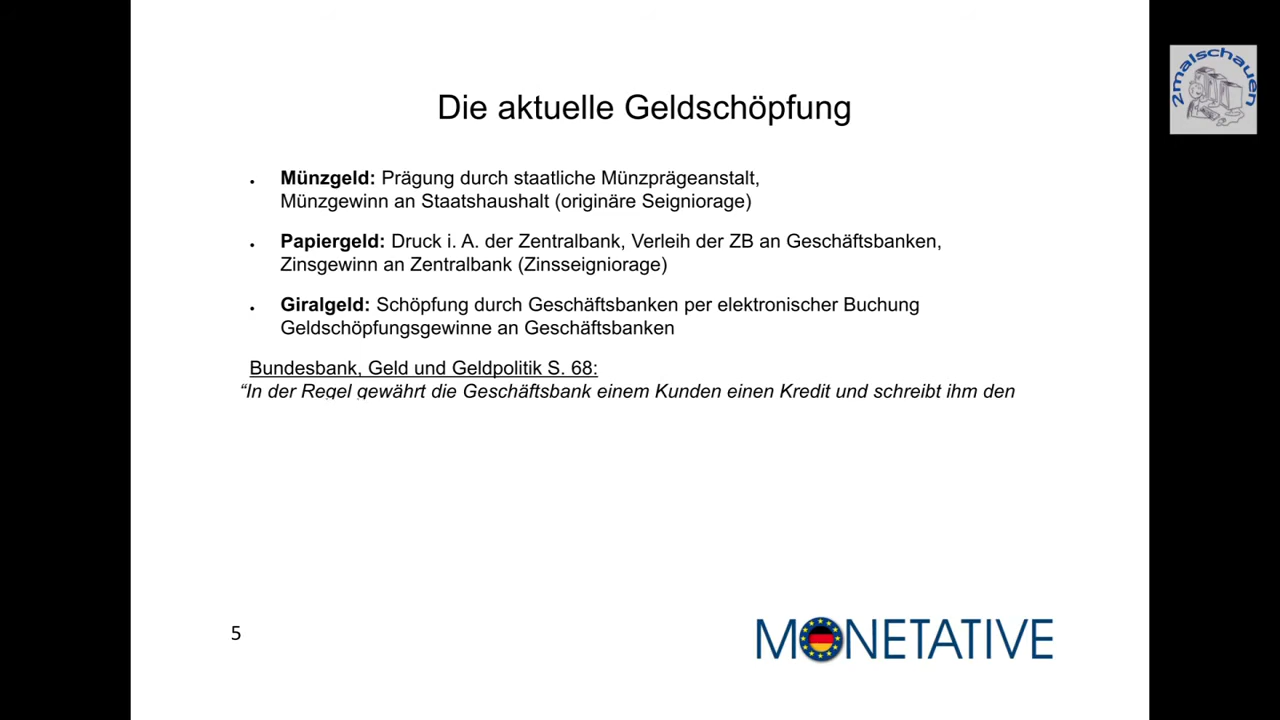 Die aktuelle Geldschöpfung
2malschauen
• Münzgeld: Prägung durch staatliche Münzprägeanstalt,
Münzgewinn an Staatshaushalt (originäre Seigniorage)
• Papiergeld: Druck i. A. der Zentralbank, Verleih der ZB an Geschäftsbanken,
Zinsgewinn an Zentralbank (Zinsseigniorage)
• Giralgeld: Schöpfung durch Geschäftsbanken per elektronischer Buchung
Geldschöpfungsgewinne an Geschäftsbanken
Bundesbank, Geld und Geldpolitik S. 68:
“In der Regel gewährt die Geschäftsbank einem Kunden einen Kredit und schreibt ihm den
5
MONETATIVE